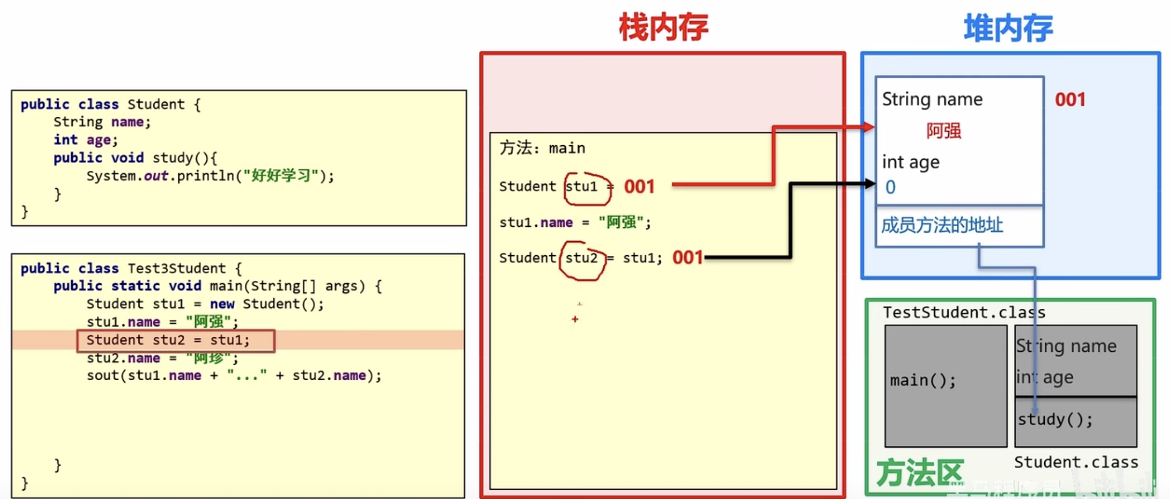 栈内存
堆内存
public class Student {
String name;
int age;
public void study(){
System.out.println("好好学习");
}
}
public class Test3Student {
public static void main(String[] args) {
Student stu1 = new Student();
stu1.name = "阿强";
Student stu2 = stu1;
stu2.name = "阿珍";
sout(stu1.name + "..." + stu2.name);
}
}
方法：main
Student stu1 = 001
stu1.name = "阿强";
Student stu2 = stu1; 001
String name
阿强
int age
0
成员方法的地址
001
TestStudent.class
main();
String name
int age
study();
Student.class
方法区